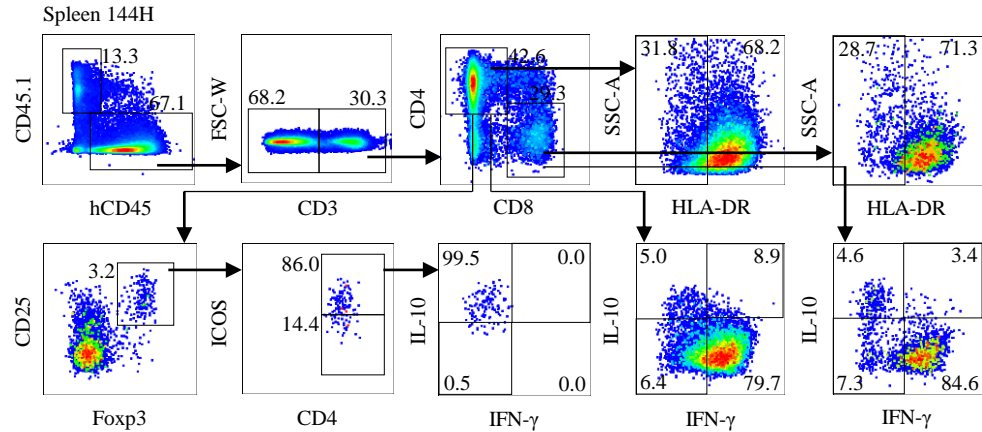 Spleen 144H
CD45.1
13.3
67.1
hCD45
FSC-W
68.2
30.3
CD3
CD4
42.6
29.3
CD8
SSC-A
31.8
68.2
HLA-DR
SSC-A
28.7
71.3
HLA-DR
CD25
3.2
Foxp3
ICOS
86.0
14.4
CD4
IL-10
99.5
0.0
0.5
0.0
IFN-γ
IL-10
5.0
8.9
6.4
79.7
IFN-γ
IL-10
4.6
3.4
7.3
84.6
IFN-γ